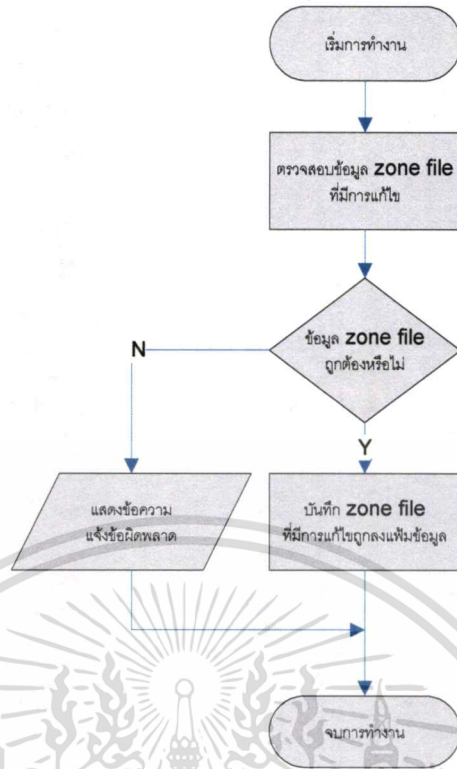 เริ่มการทำงาน
ตรวจสอบข้อมูล zone file
ที่มีการแก้ไข
ข้อมูล zone file
ถูกต้องหรือไม่
N
Y
แสดงข้อความ
แจ้งข้อผิดพลาด
บันทึก zone file
ที่มีการแก้ไขถูกลงแฟ้มข้อมูล
จบการทำงาน